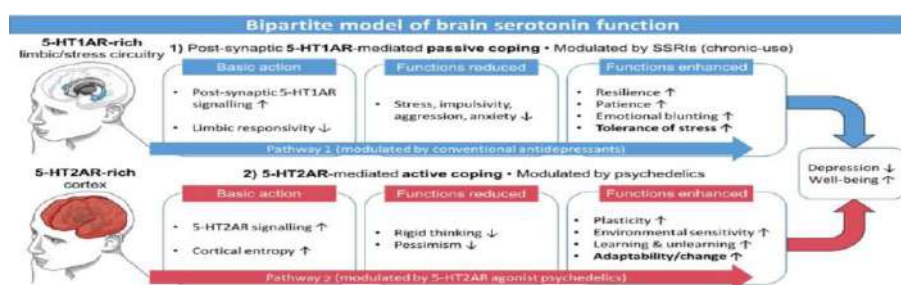 Bipartite model of brain serotonin function
5-HT1AR-rich
limbic/stress circuitry
1) Post-synaptic 5-HT1AR-mediated passive coping • Modulated by SSRIs (chronic-use)
Basic action
• Post-synaptic 5-HT1AR
signalling ↑
• Limbic responsivity ↓
Functions reduced
• Stress, impulsivity,
aggression, anxiety ↓
Functions enhanced
• Resilience ↑
• Patience ↑
• Emotional blunting ↑
• Tolerance of stress ↑
Pathway 1 (modulated by conventional antidepressants)
5-HT2AR-rich
cortex
2) 5-HT2AR-mediated active coping • Modulated by psychedelics
Basic action
• 5-HT2AR signalling ↑
• Cortical entropy ↑
Functions reduced
• Rigid thinking ↓
• Pessimism ↓
Functions enhanced
• Plasticity ↑
• Environmental sensitivity ↑
• Learning & unlearning ↑
• Adaptability/change ↑
Pathway 2 (modulated by 5-HT2AR agonist psychedelics)
Depression ↓
Well-being ↑